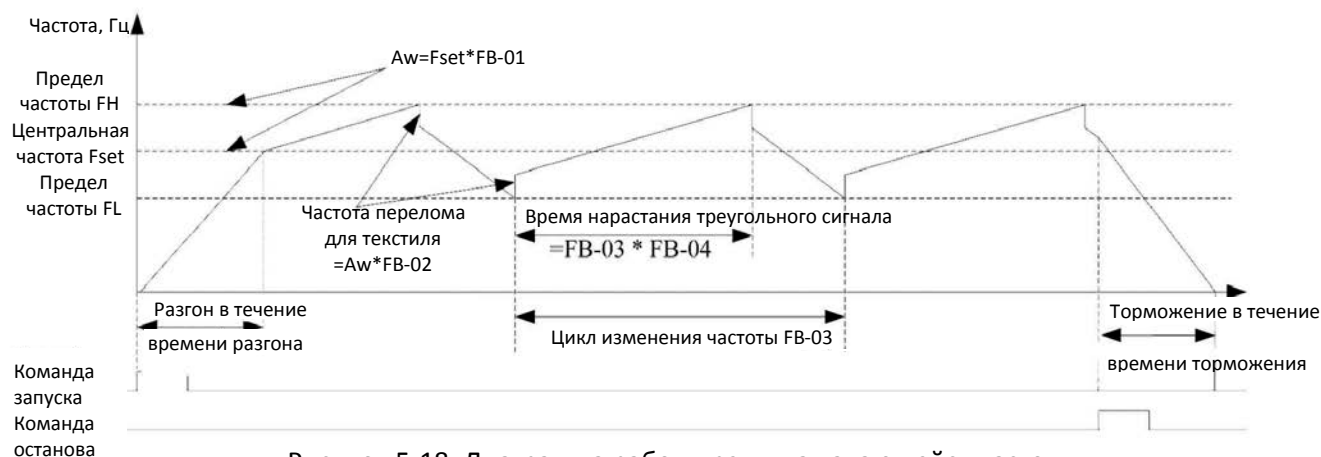 Частота, Гц
Aw=Fset*FB-01
Предел
частоты FH
Центральная
частота Fset
Предел
частоты FL
Частота перелома
для текстиля
=Aw*FB-02
Время нарастания треугольного сигнала
=FB-03 * FB-04
Разгон в течение
времени разгона
Цикл изменения частоты FB-03
Торможение в течение
времени торможения
Команда
запуска
Команда
останова